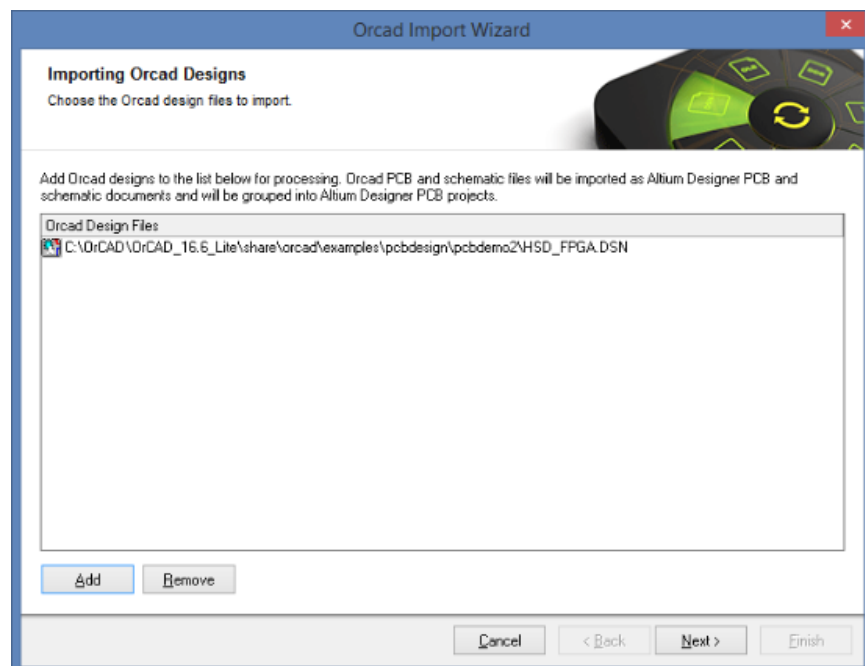 Orcad Import Wizard
Importing Orcad Designs
Choose the Orcad design files to import.
Add Orcad designs to the list below for processing. Orcad PCB and schematic files will be imported as Altium Designer PCB and
schematic documents and will be grouped into Altium Designer PCB projects.
Orcad Design Files
C:\OrCAD\OrCAD_16.6_Lite\share\orcad\examples\pcbdesign\pcbdemo2\HSD_FPGA.DSN
Add Remove
Cancel < Back Next > Finish